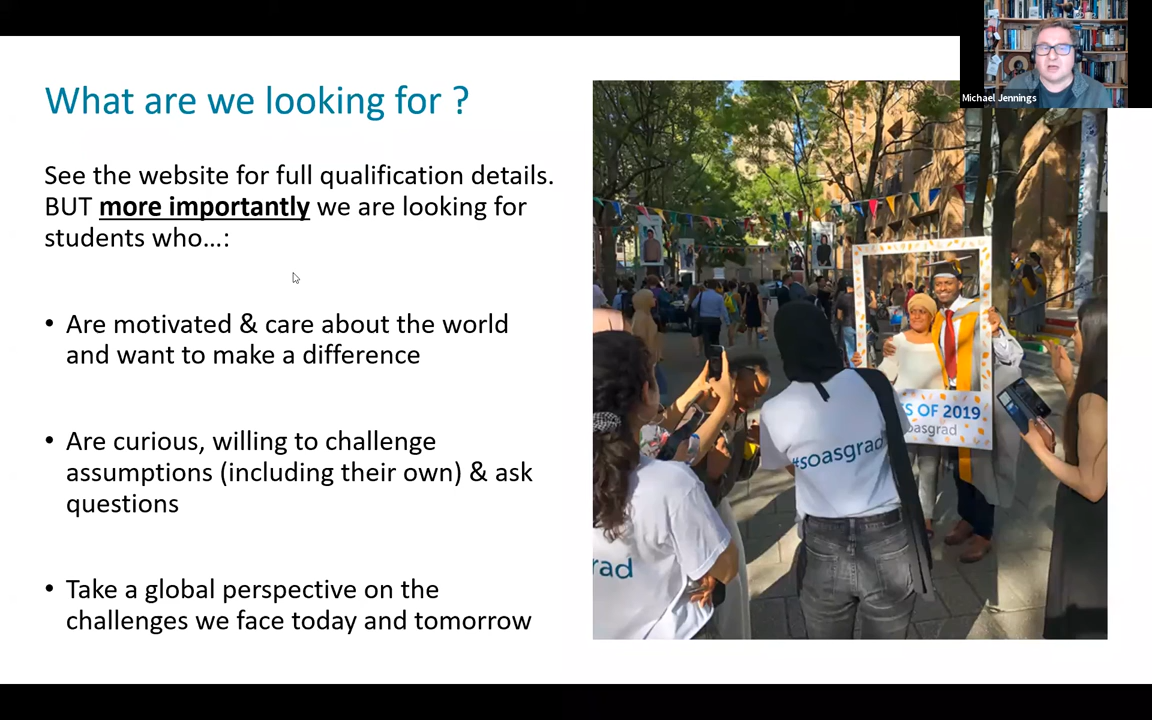 What are we looking for ?
See the website for full qualification details.
BUT more importantly we are looking for
students who...:
• Are motivated & care about the world
and want to make a difference
• Are curious, willing to challenge
assumptions (including their own) & ask
questions
• Take a global perspective on the
challenges we face today and tomorrow
Michael Jennings
S OF 2019
oasgrad
#soasgrad
rad